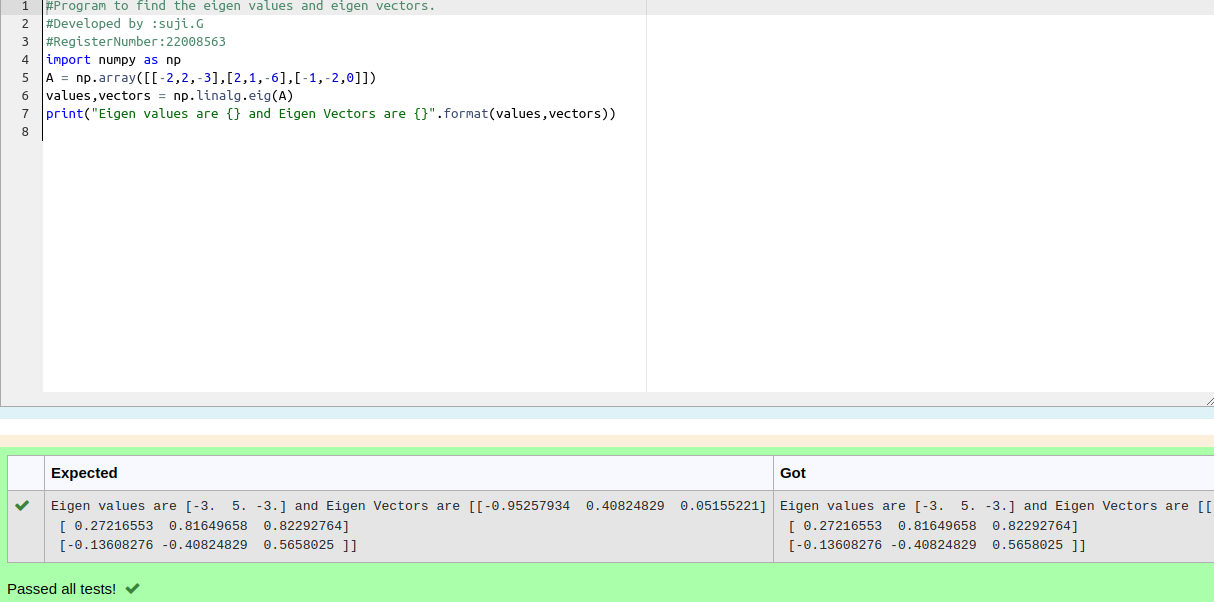 1 #Program to find the eigen values and eigen vectors.
2 #Developed by :suji.G
3 #RegisterNumber:22008563
4 import numpy as np
5 A = np.array([[-2,2,-3],[2,1,-6],[-1,-2,0]])
6 values,vectors = np.linalg.eig(A)
7 print("Eigen values are {} and Eigen Vectors are {}".format(values,vectors))
8
Expected Got
Eigen values are [-3.  5. -3.] and Eigen Vectors are [[-0.95257934  0.40824829  0.05155221] Eigen values are [-3.  5. -3.] and Eigen Vectors are [[
[ 0.27216553  0.81649658  0.82292764] [ 0.27216553  0.81649658  0.82292764]
[-0.13608276 -0.40824829  0.5658025 ]] [-0.13608276 -0.40824829  0.5658025 ]]
Passed all tests!